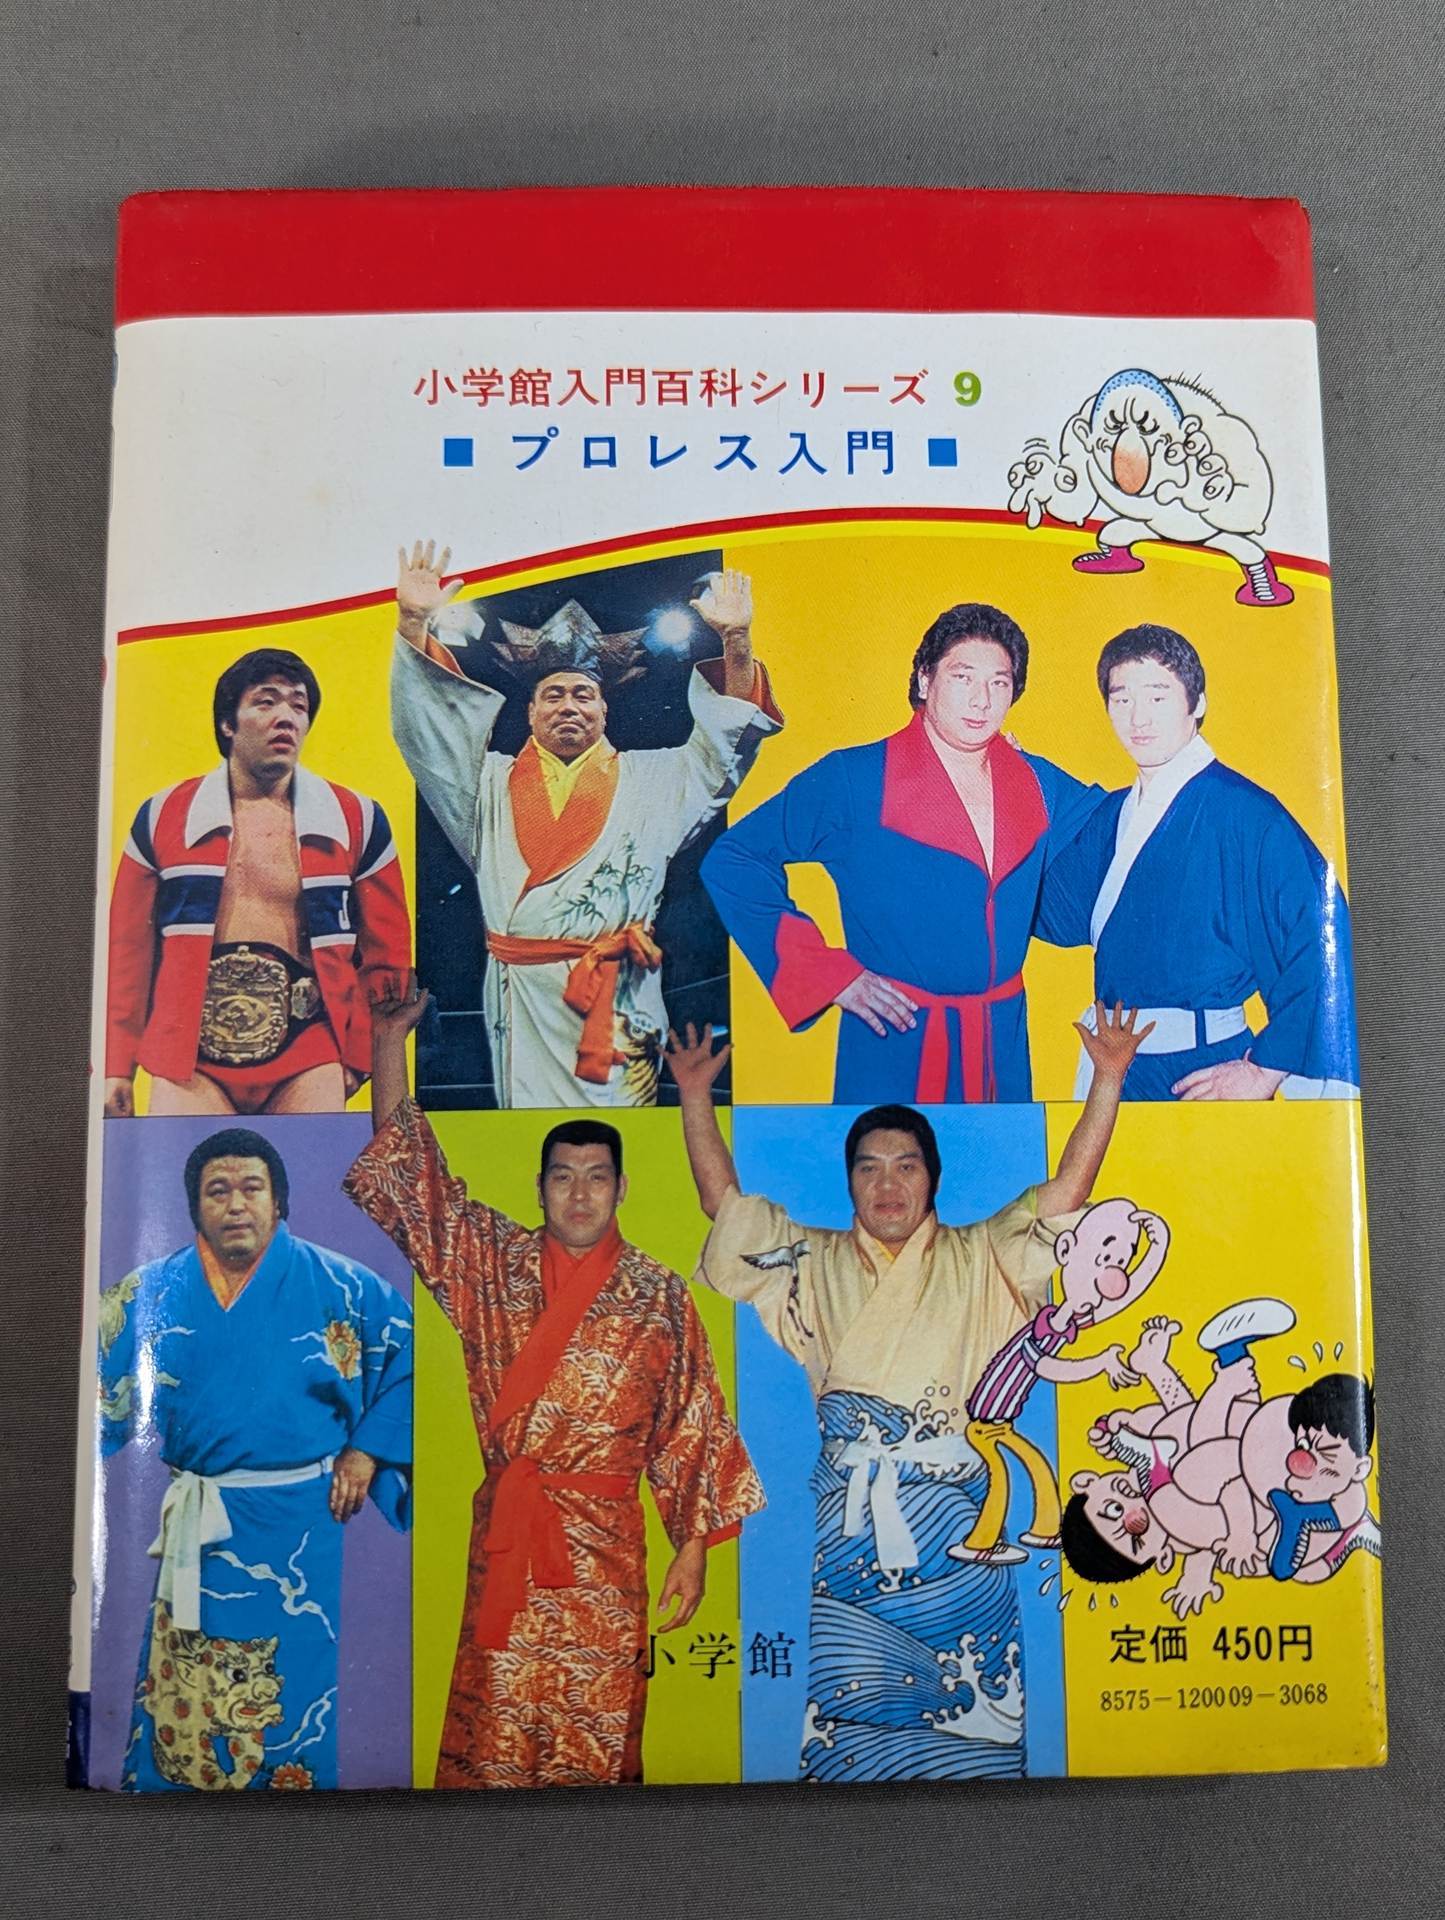 小学館入門百科シリーズ 9
■ プロレス入門 ■
J
小学館
定価 450円
8575－120009－3068